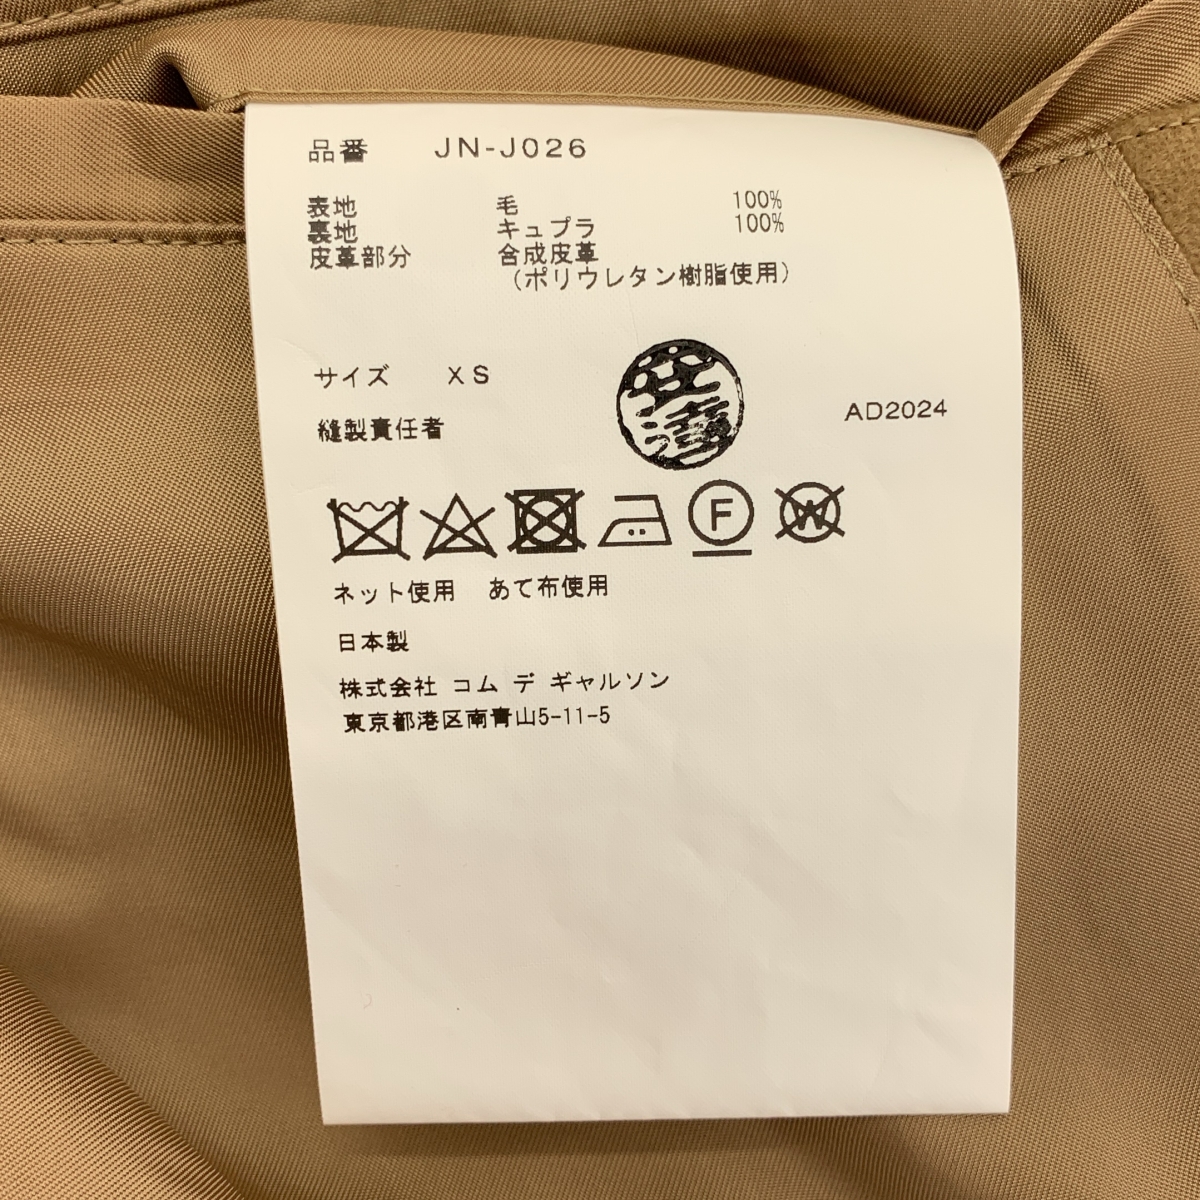 品番 JN-J026
表地 毛 100%
裏地 キュプラ 100%
皮革部分 合成皮革
(ポリウレタン樹脂使用)
サイズ XS
AD2024
縫製責任者
F W
ネット使用 あて布使用
日本製
株式会社 コム デ ギャルソン
東京都港区南青山5-11-5